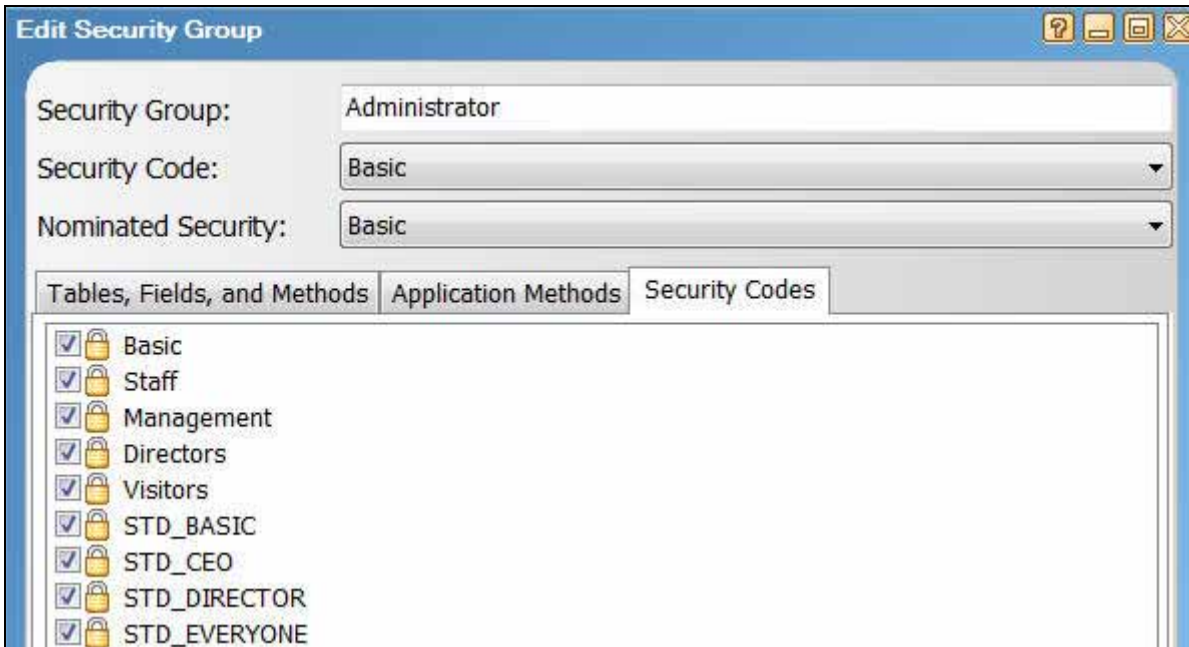 Edit Security Group
Security Group: Administrator
Security Code: Basic
Nominated Security: Basic
Tables, Fields, and Methods Application Methods Security Codes
Basic
Staff
Management
Directors
Visitors
STD_BASIC
STD_CEO
STD_DIRECTOR
STD_EVERYONE